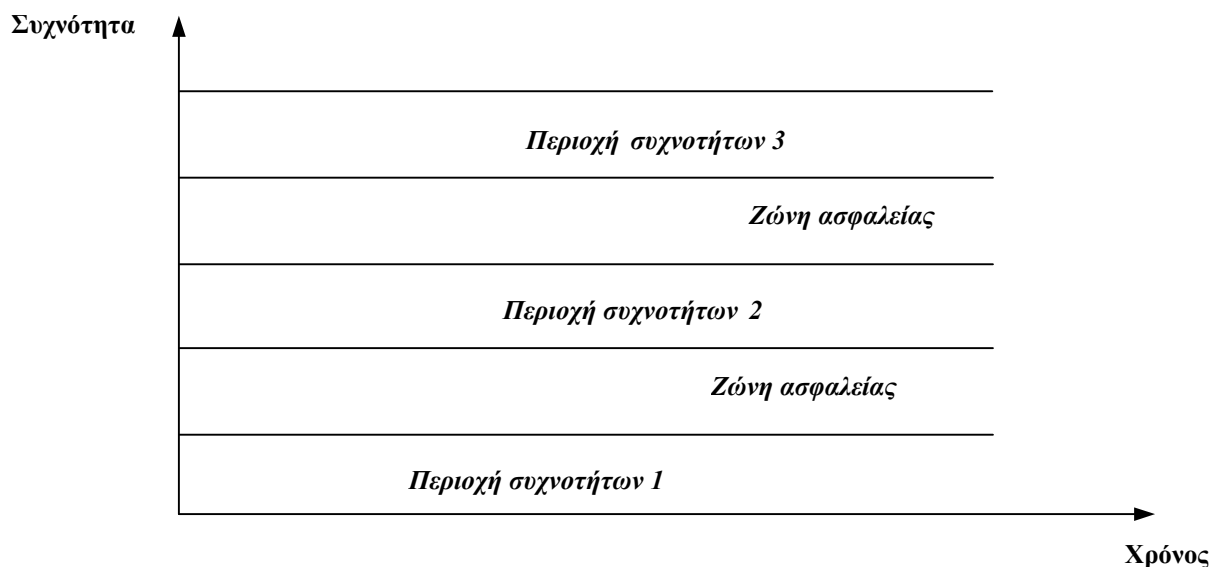 Συχνότητα
Περιοχή συχνοτήτων 3
Ζώνη ασφαλείας
Περιοχή συχνοτήτων 2
Ζώνη ασφαλείας
Περιοχή συχνοτήτων 1
Χρόνος